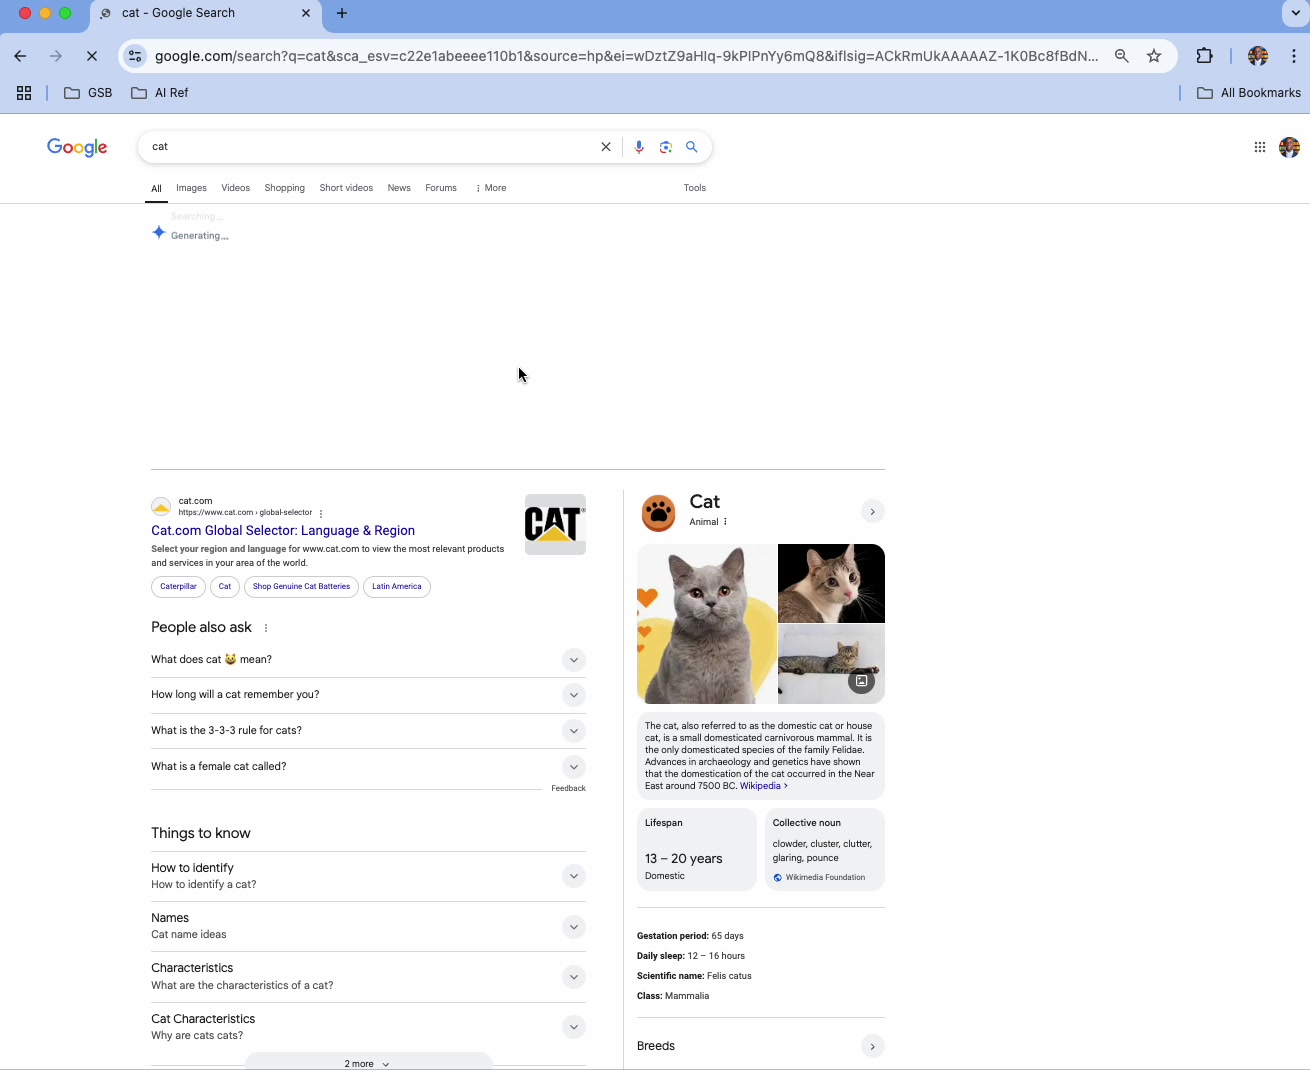 cat - Google Search
google.com/search?q=cat&sca_esv=c22e1abeeee110b1&source=hp&ei=wDztZ9aHIq-9kPIPnYy6mQ8&iflsig=ACkRmUkAAAAAZ-1K0Bc8fBdN...
GSB
AI Ref
All Bookmarks
Google
cat
All
Images
Videos
Shopping
Short videos
News
Forums
More
Tools
Searching...
Generating...
cat.com
https://www.cat.com › global-selector
Cat.com Global Selector: Language & Region
Select your region and language for www.cat.com to view the most relevant products
and services in your area of the world.
CAT
Caterpillar
Cat
Shop Genuine Cat Batteries
Latin America
People also ask
What does cat 😺 mean?
How long will a cat remember you?
What is the 3-3-3 rule for cats?
What is a female cat called?
Feedback
Things to know
How to identify
How to identify a cat?
Names
Cat name ideas
Characteristics
What are the characteristics of a cat?
Cat Characteristics
Why are cats cats?
2 more
Cat
Animal
The cat, also referred to as the domestic cat or house
cat, is a small domesticated carnivorous mammal. It is
the only domesticated species of the family Felidae.
Advances in archaeology and genetics have shown
that the domestication of the cat occurred in the Near
East around 7500 BC. Wikipedia >
Lifespan
13 – 20 years
Domestic
Collective noun
clowder, cluster, clutter,
glaring, pounce
Wikimedia Foundation
Gestation period: 65 days
Daily sleep: 12 – 16 hours
Scientific name: Felis catus
Class: Mammalia
Breeds